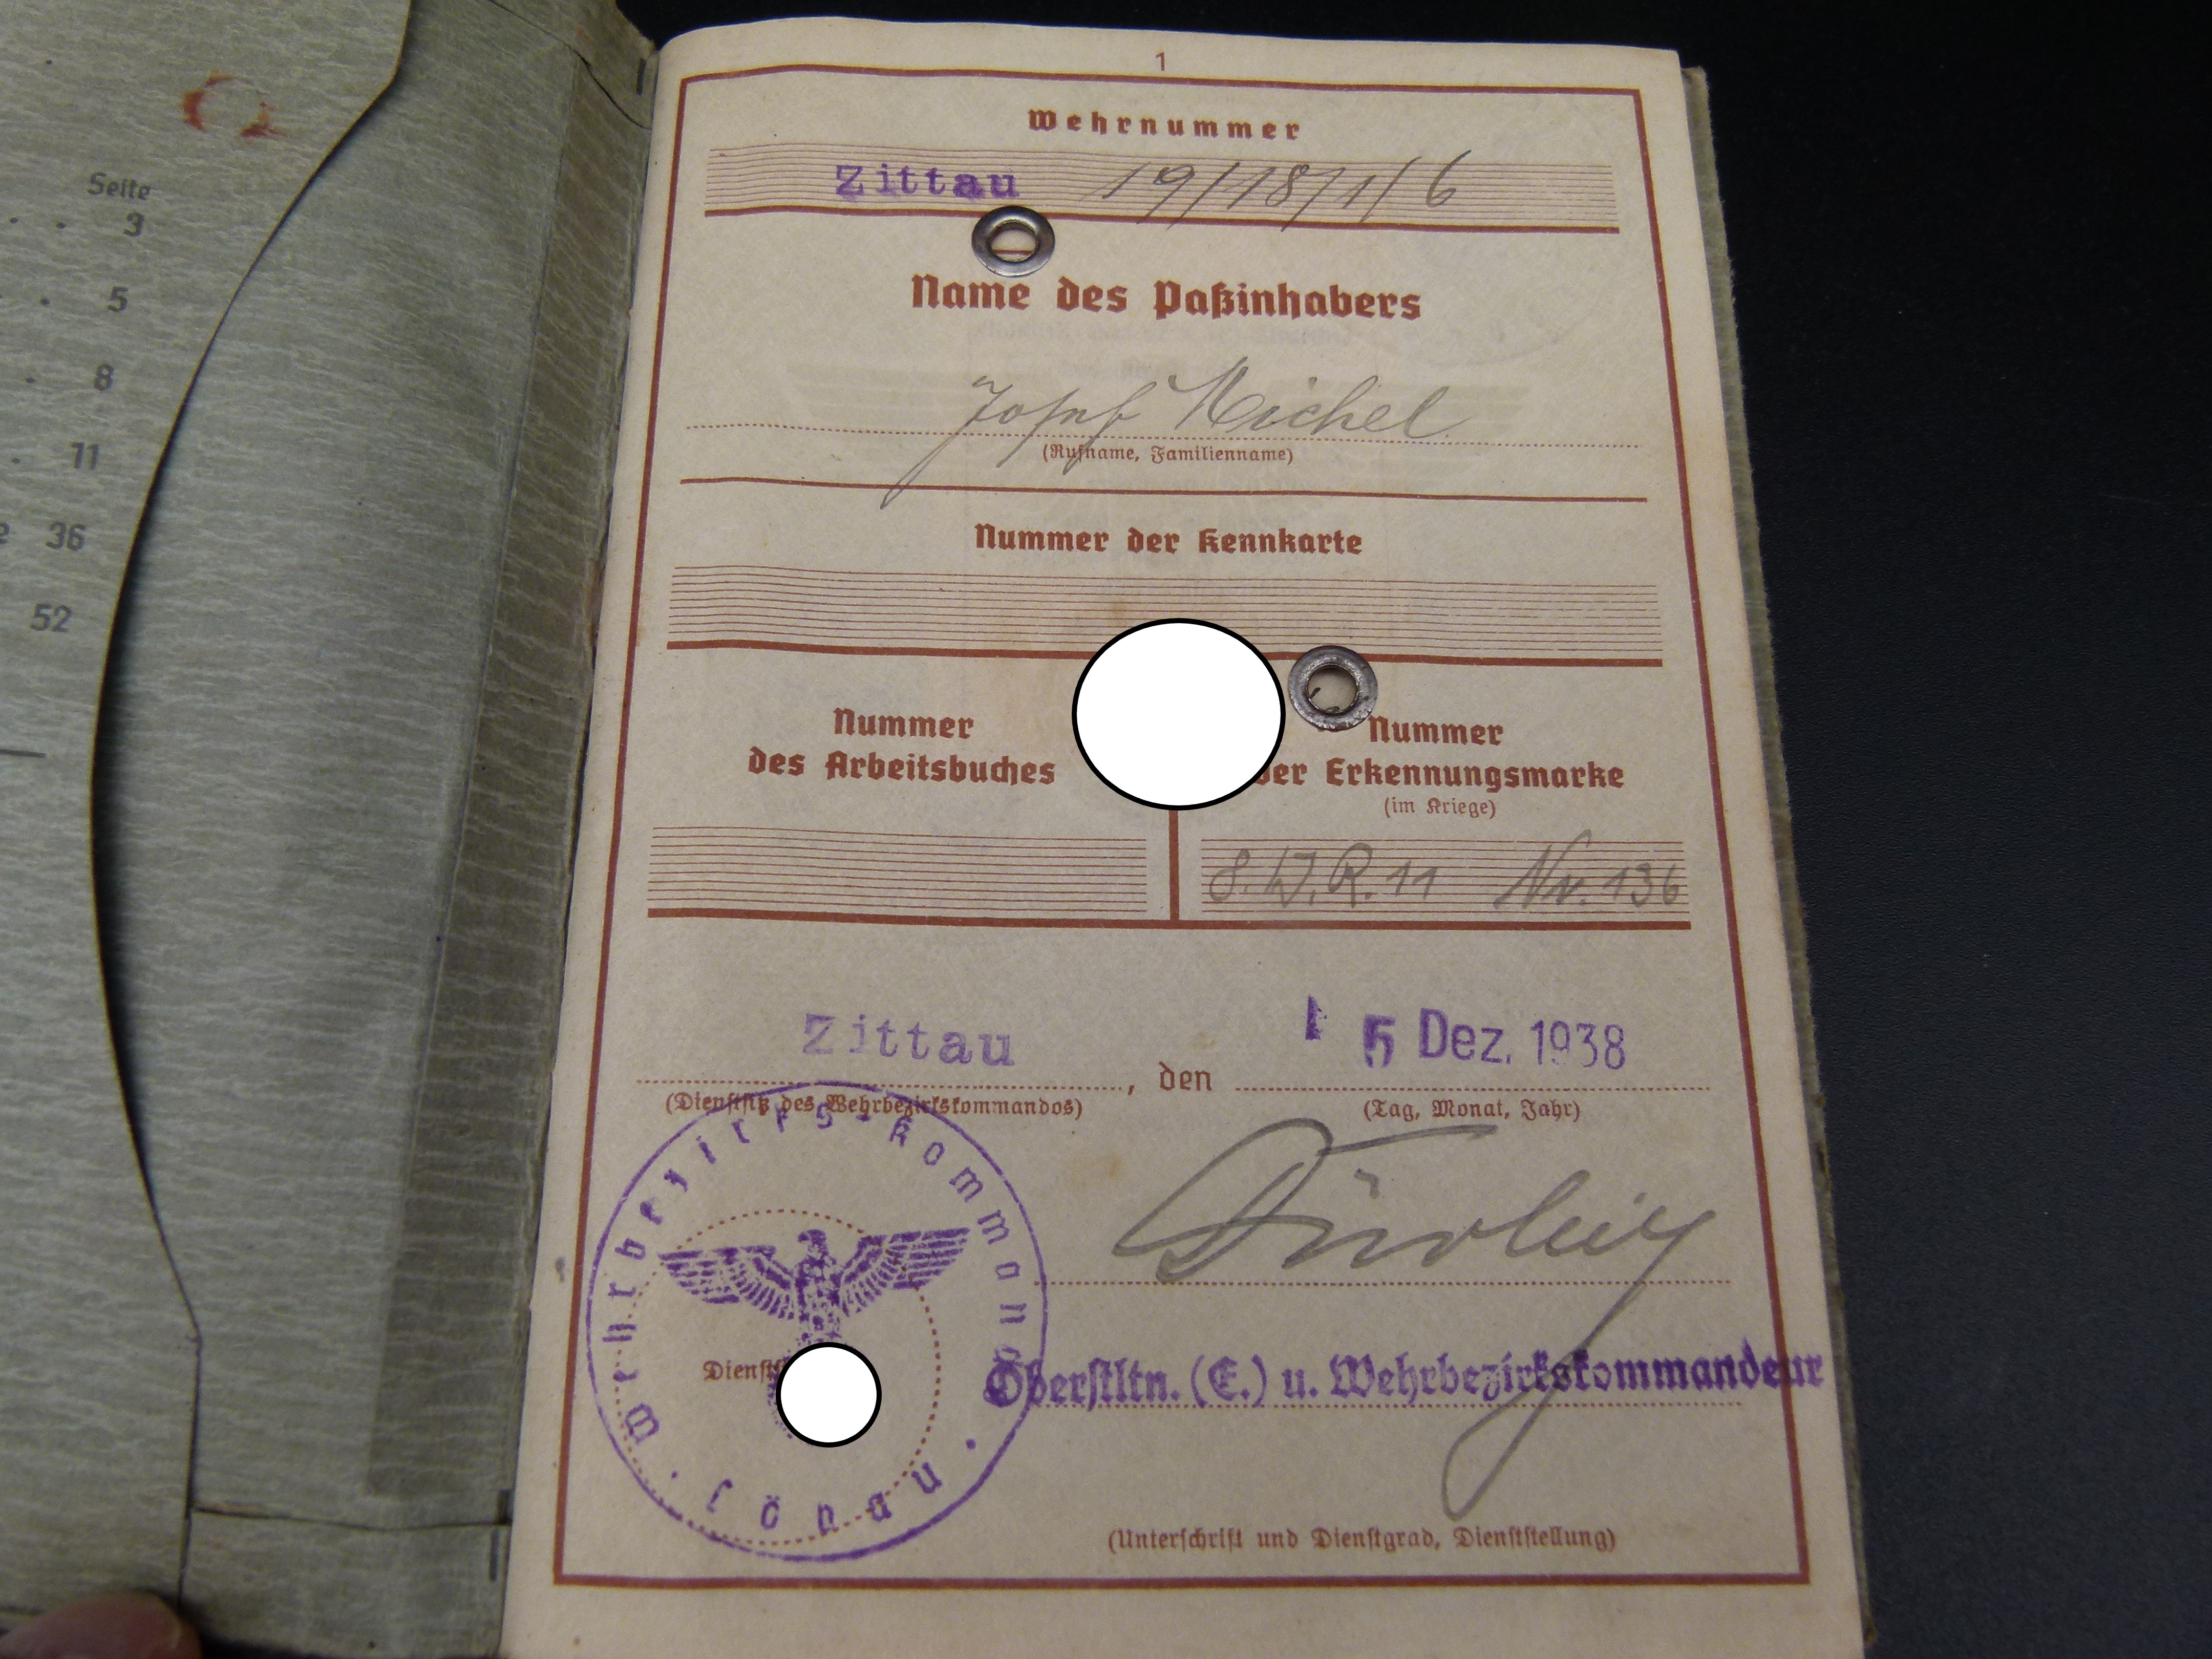 Seite
3
5
8
11
e 36
52
1
Wehrnummer
Zittau 19/18/1/6
Name des Paßinhabers
Josef Michel
(Rufname, Familienname)
Nummer der Kennkarte
Nummer des Arbeitsbuches
Nummer der Erkennungsmarke
(im Kriege)
S.W.R. 11 Nr. 136
Zittau, den 15 Dez. 1938
(Dienstsitz des Wehrbezirkskommandos)
(Tag, Monat, Jahr)
Wehrbezirks-Kommando
Dienst
Oberstltn. (E.) u. Wehrbezirkskommandeur
(Unterschrift und Dienstgrad, Dienststellung)